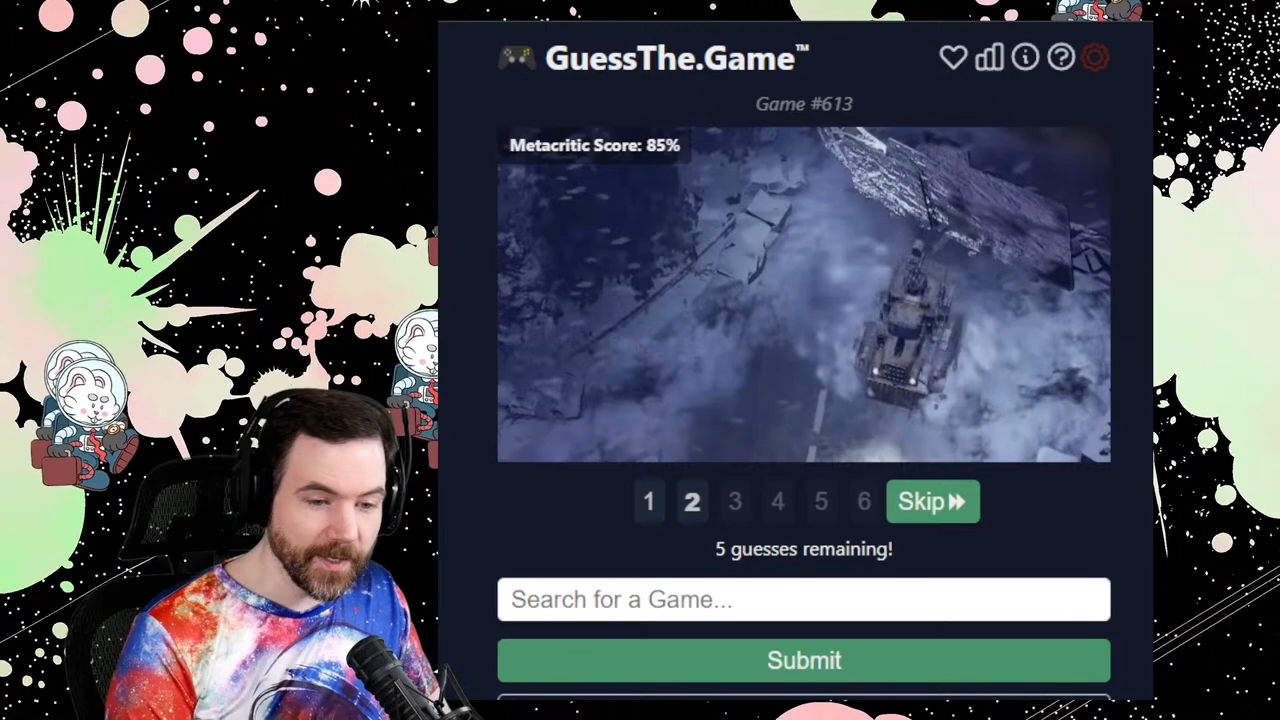 GuessThe.Game™
Game #613
Metacritic Score: 85%
1 2 3 4 5 6 Skip
5 guesses remaining!
Search for a Game...
Submit